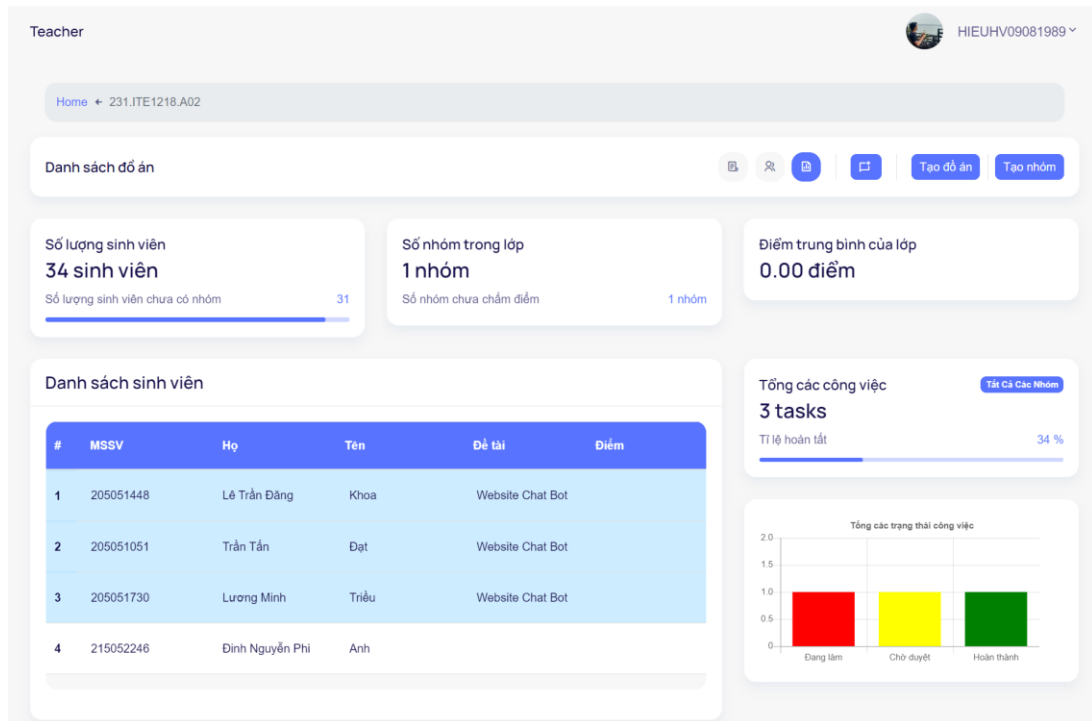 Teacher
HIEUHV09081989
Home ← 231.ITE1218.A02
Danh sách đồ án
Tạo đồ án
Tạo nhóm
Số lượng sinh viên
34 sinh viên
Số lượng sinh viên chưa có nhóm 31
Số nhóm trong lớp
1 nhóm
Số nhóm chưa chấm điểm 1 nhóm
Điểm trung bình của lớp
0.00 điểm
Danh sách sinh viên
# MSSV Họ Tên Đề tài Điểm
1 205051448 Lê Trần Đăng Khoa Website Chat Bot
2 205051051 Trần Tấn Đạt Website Chat Bot
3 205051730 Lương Minh Triều Website Chat Bot
4 215052246 Đinh Nguyễn Phi Anh
Tổng các công việc Tất Cả Các Nhóm
3 tasks
Tỉ lệ hoàn tất 34 %
Tổng các trạng thái công việc
2.0
1.5
1.0
0.5
0
Đang làm Chờ duyệt Hoàn thành